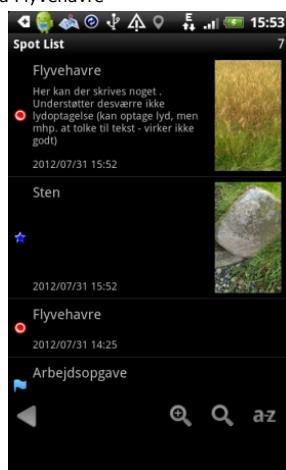 a Flyvehavre
E 15:53
Spot List 7
Flyvehavre
Her kan der skrives noget .
Understøtter desværre ikke
lydoptagelse (kan optage lyd, men
mhp. at tolke til tekst - virker ikke
godt)
2012/07/31 15:52
Sten
2012/07/31 15:52
Flyvehavre
2012/07/31 14:25
Arbejdsopgave
a-z